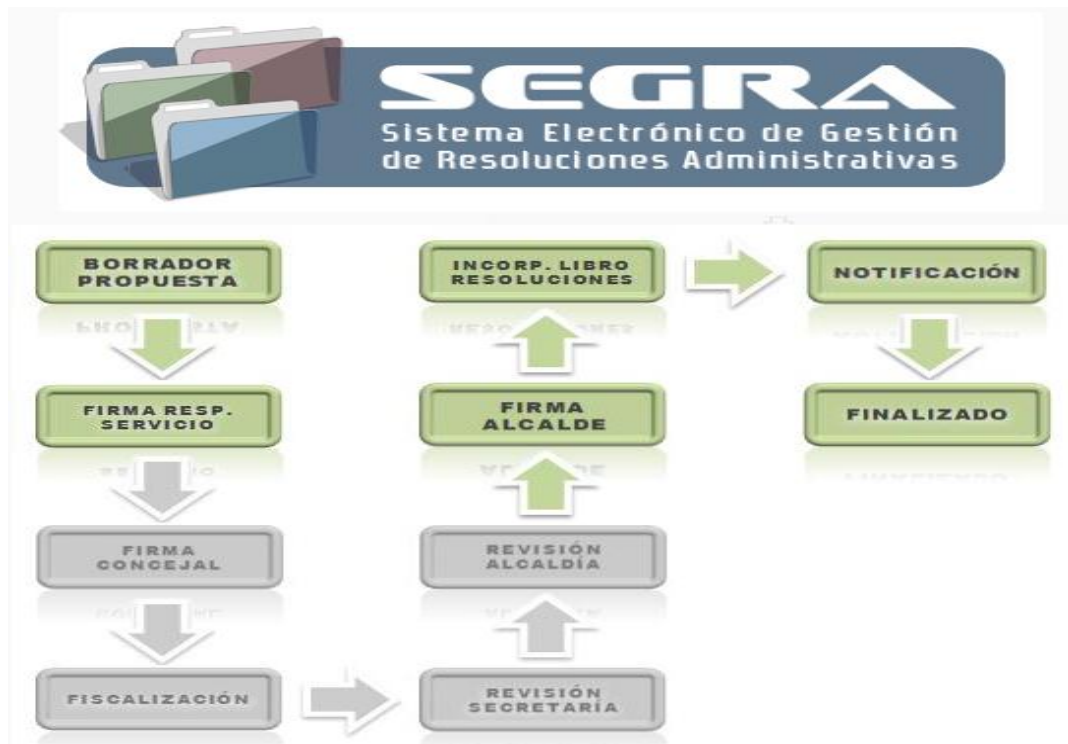 SEGRA
Sistema Electrónico de Gestión
de Resoluciones Administrativas
BORRADOR
PROPUESTA
FIRMA RESP.
SERVICIO
FIRMA
CONCEJAL
FISCALIZACIÓN
REVISIÓN
SECRETARÍA
REVISIÓN
ALCALDÍA
FIRMA
ALCALDE
INCORP. LIBRO
RESOLUCIONES
NOTIFICACIÓN
FINALIZADO